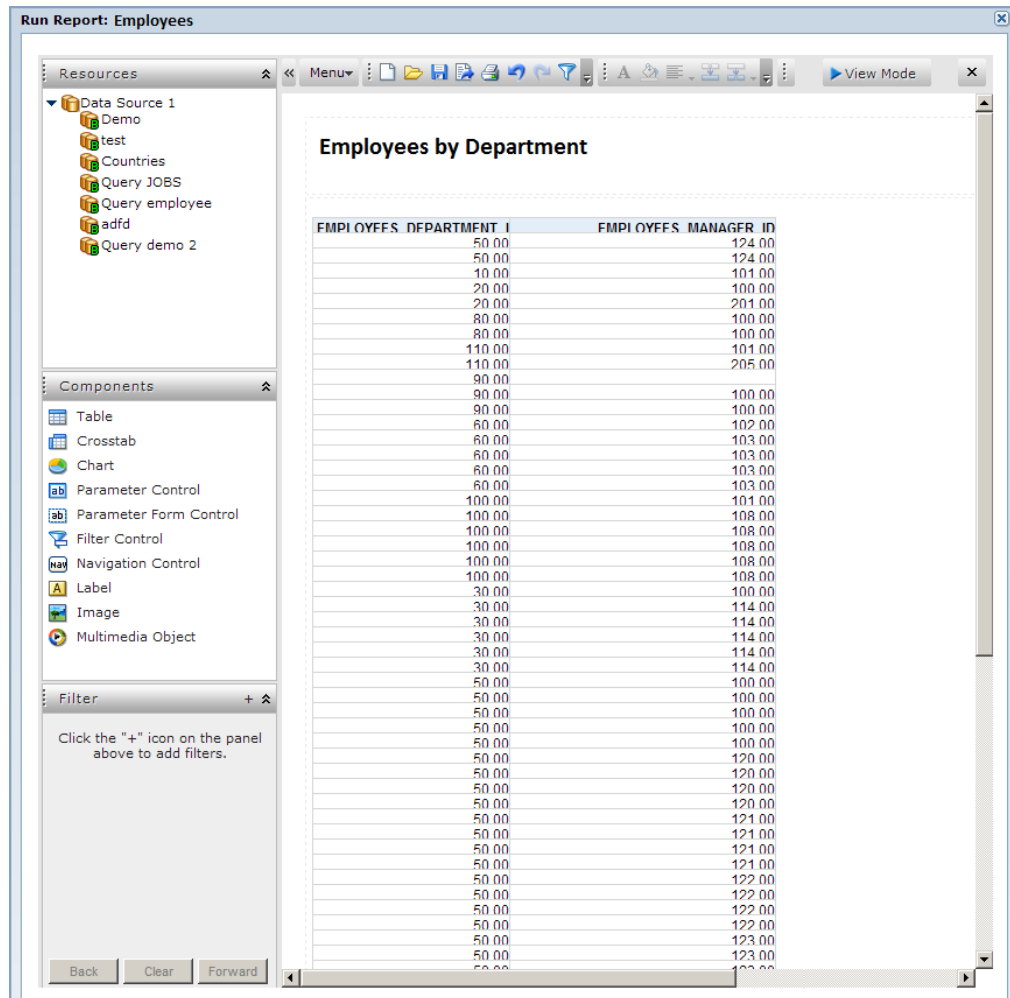 Run Report: Employees
Resources
Data Source 1
Demo
test
Countries
Query JOBS
Query employee
adfd
Query demo 2
Components
Table
Crosstab
Chart
ab Parameter Control
ab Parameter Form Control
Filter Control
Nav Navigation Control
A Label
Image
Multimedia Object
Filter +
Click the "+" icon on the panel
above to add filters.
Back Clear Forward
Menu A View Mode
Employees by Department
EMPLOYEES_DEPARTMENT_I EMPLOYEES_MANAGER_ID
50.00 124.00
50.00 124.00
10.00 101.00
20.00 100.00
20.00 201.00
80.00 100.00
80.00 100.00
110.00 101.00
110.00 205.00
90.00
90.00 100.00
90.00 100.00
60.00 102.00
60.00 103.00
60.00 103.00
60.00 103.00
60.00 103.00
100.00 101.00
100.00 108.00
100.00 108.00
100.00 108.00
100.00 108.00
100.00 108.00
30.00 100.00
30.00 114.00
30.00 114.00
30.00 114.00
30.00 114.00
30.00 114.00
50.00 100.00
50.00 100.00
50.00 100.00
50.00 100.00
50.00 100.00
50.00 120.00
50.00 120.00
50.00 120.00
50.00 120.00
50.00 121.00
50.00 121.00
50.00 121.00
50.00 121.00
50.00 122.00
50.00 122.00
50.00 122.00
50.00 122.00
50.00 123.00
50.00 123.00